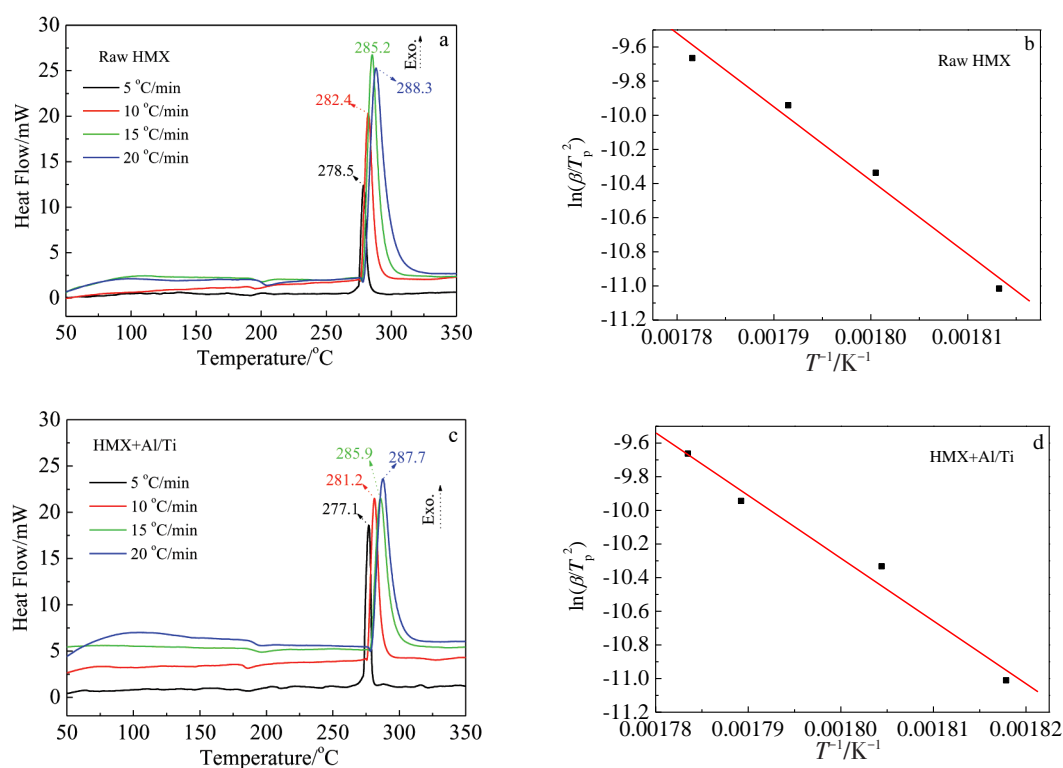 a
Raw HMX
5 °C/min
10 °C/min
15 °C/min
20 °C/min
285.2
Exo.
282.4
288.3
278.5
30
25
20
15
10
5
0
Heat Flow/mW
50 100 150 200 250 300 350
Temperature/°C
b
Raw HMX
-9.6
-9.8
-10.0
-10.2
-10.4
-10.6
-10.8
-11.0
-11.2
ln(β/Tp²)
0.00178 0.00179 0.00180 0.00181
T⁻¹/K⁻¹
c
HMX+Al/Ti
5 °C/min
10 °C/min
15 °C/min
20 °C/min
285.9
287.7
281.2
277.1
Exo.
30
25
20
15
10
5
0
Heat Flow/mW
50 100 150 200 250 300 350
Temperature/°C
d
HMX+Al/Ti
-9.6
-9.8
-10.0
-10.2
-10.4
-10.6
-10.8
-11.0
-11.2
ln(β/Tp²)
0.00178 0.00179 0.00180 0.00181 0.00182
T⁻¹/K⁻¹